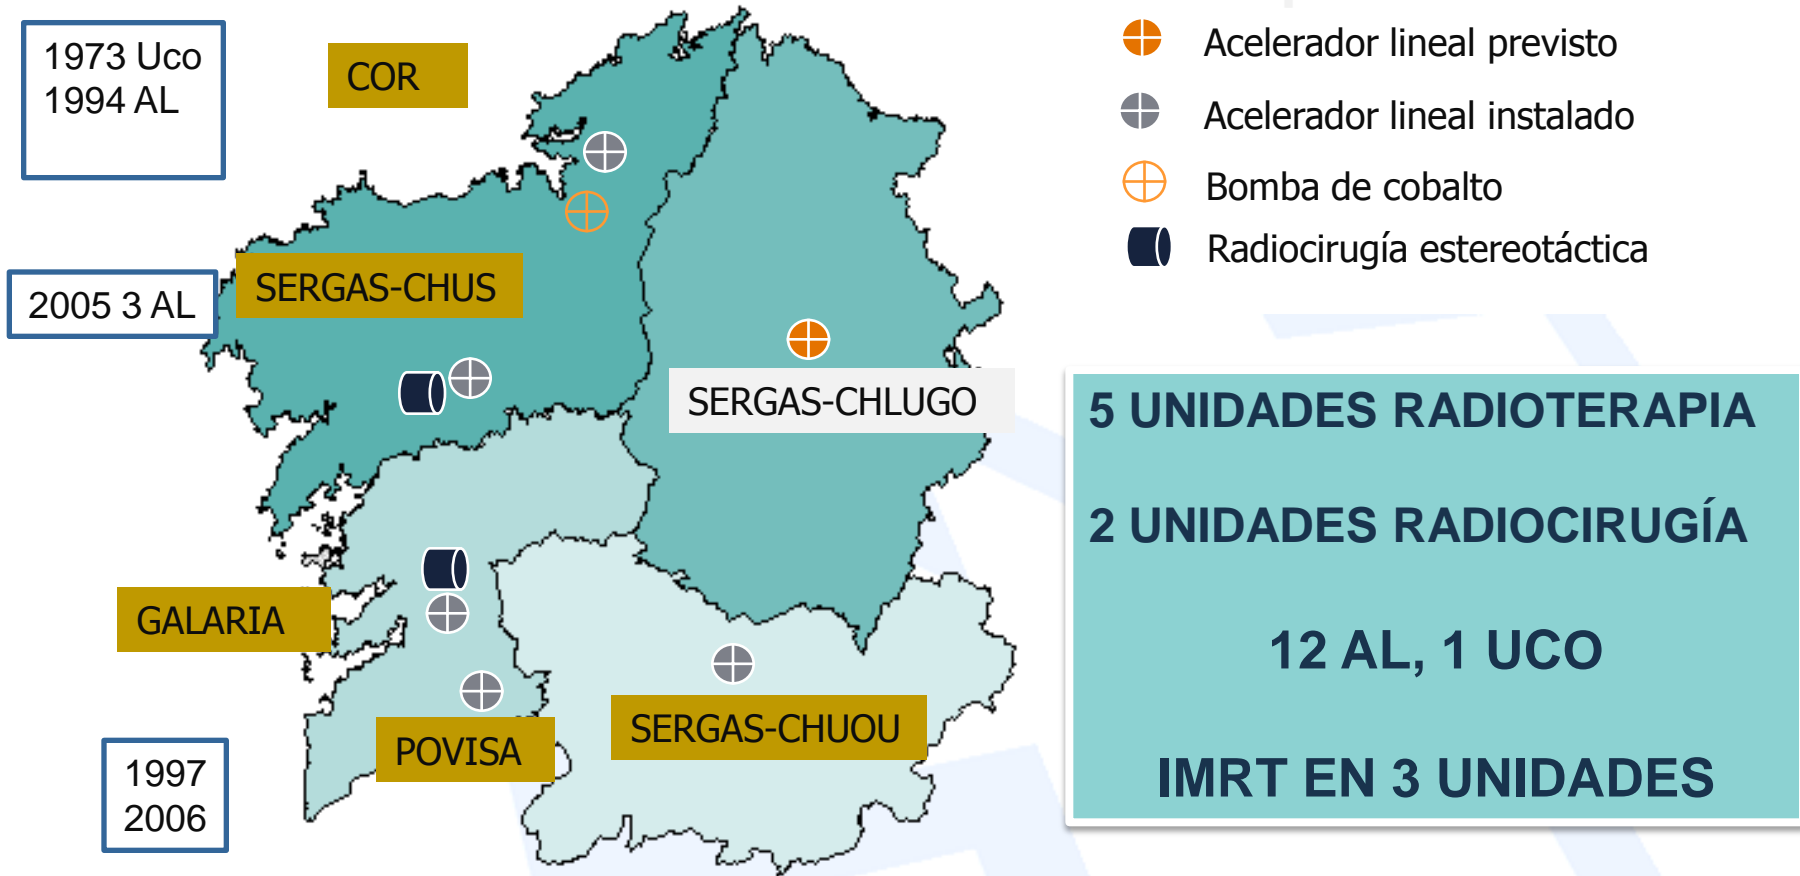 1973 Uco
1994 AL
COR
Acelerador lineal previsto
Acelerador lineal instalado
Bomba de cobalto
Radiocirugía estereotáctica
SERGAS-CHUS
2005 3 AL
SERGAS-CHLUGO
5 UNIDADES RADIOTERAPIA
2 UNIDADES RADIOCIRUGÍA
12 AL, 1 UCO
IMRT EN 3 UNIDADES
GALARIA
POVISA
SERGAS-CHUOU
1997
2006